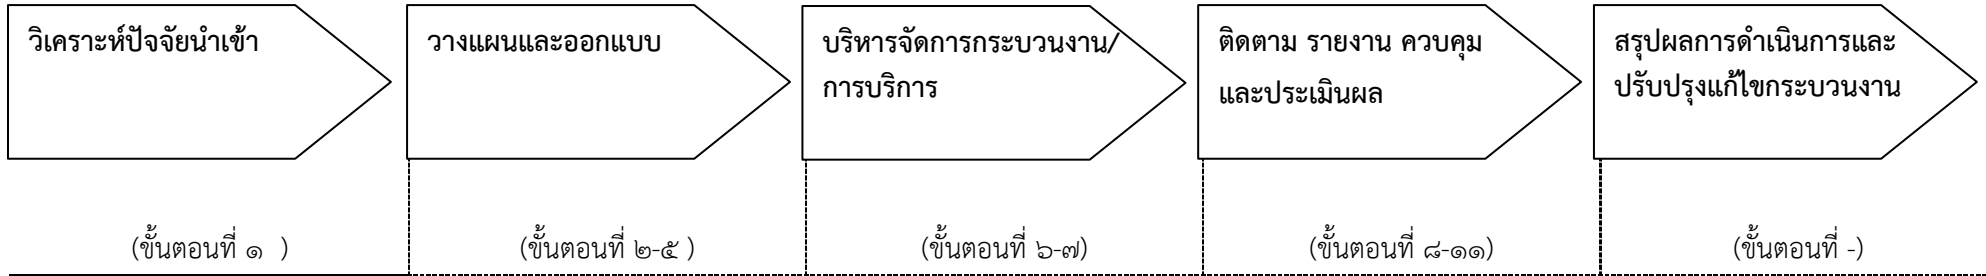 วิเคราะห์ปัจจัยนำเข้า
วางแผนและออกแบบ
บริหารจัดการกระบวนงาน/
การบริการ
ติดตาม รายงาน ควบคุม
และประเมินผล
สรุปผลการดำเนินการและ
ปรับปรุงแก้ไขกระบวนงาน
(ขั้นตอนที่ ๑ )
(ขั้นตอนที่ ๒-๕ )
(ขั้นตอนที่ ๖-๗)
(ขั้นตอนที่ ๘-๑๑)
(ขั้นตอนที่ -)